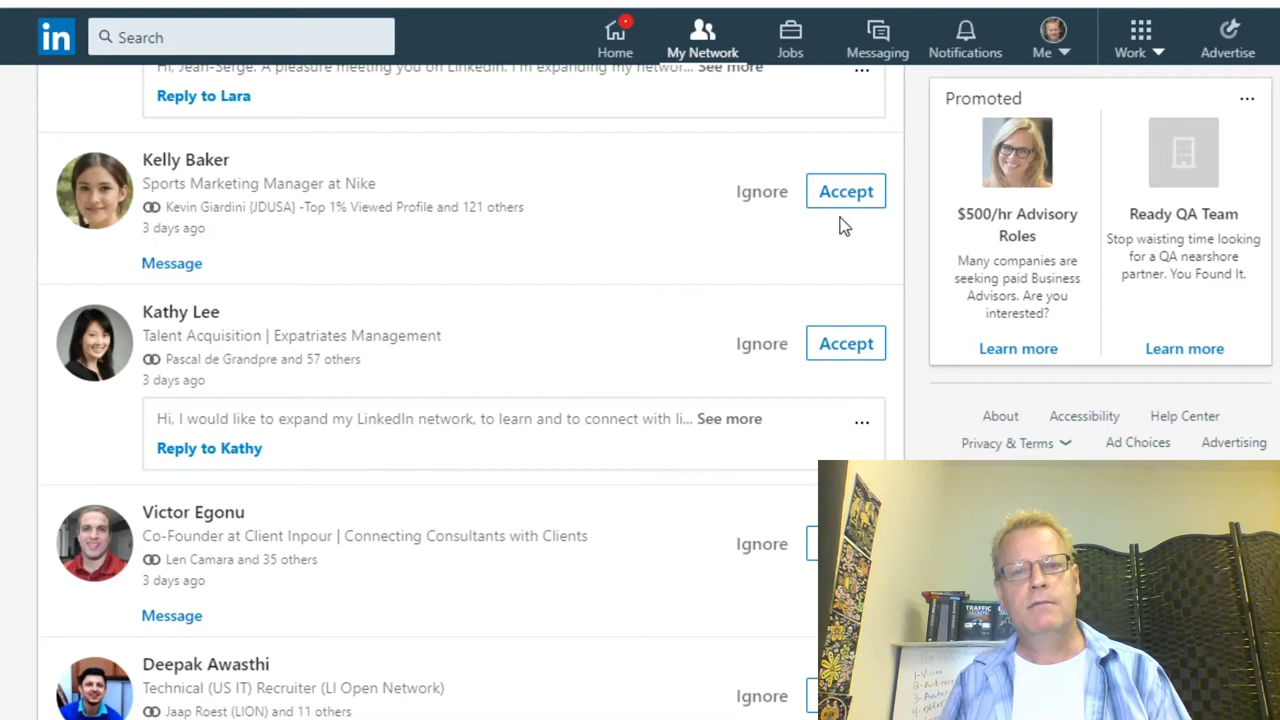 in
Search
Home
My Network
Jobs
Messaging
Notifications
Me
Work
Advertise
Hi, Jean-Serge. A pleasure meeting you on LinkedIn. I'm expanding my networ... See more
...
Reply to Lara
Kelly Baker
Sports Marketing Manager at Nike
Kevin Giardini (JDUSA) -Top 1% Viewed Profile and 121 others
3 days ago
Message
Ignore
Accept
Kathy Lee
Talent Acquisition | Expatriates Management
Pascal de Grandpre and 57 others
3 days ago
Ignore
Accept
Hi, I would like to expand my LinkedIn network, to learn and to connect with li... See more
...
Reply to Kathy
Victor Egonu
Co-Founder at Client Inpour | Connecting Consultants with Clients
Len Camara and 35 others
3 days ago
Message
Ignore
Deepak Awasthi
Technical (US IT) Recruiter (LI Open Network)
Jaap Roest (LION) and 11 others
Ignore
Promoted
...
$500/hr Advisory
Roles
Many companies are
seeking paid Business
Advisors. Are you
interested?
Learn more
Ready QA Team
Stop waisting time looking
for a QA nearshore
partner. You Found It.
Learn more
About
Accessibility
Help Center
Privacy & Terms
Ad Choices
Advertising
TRAFFIC
1-Vision